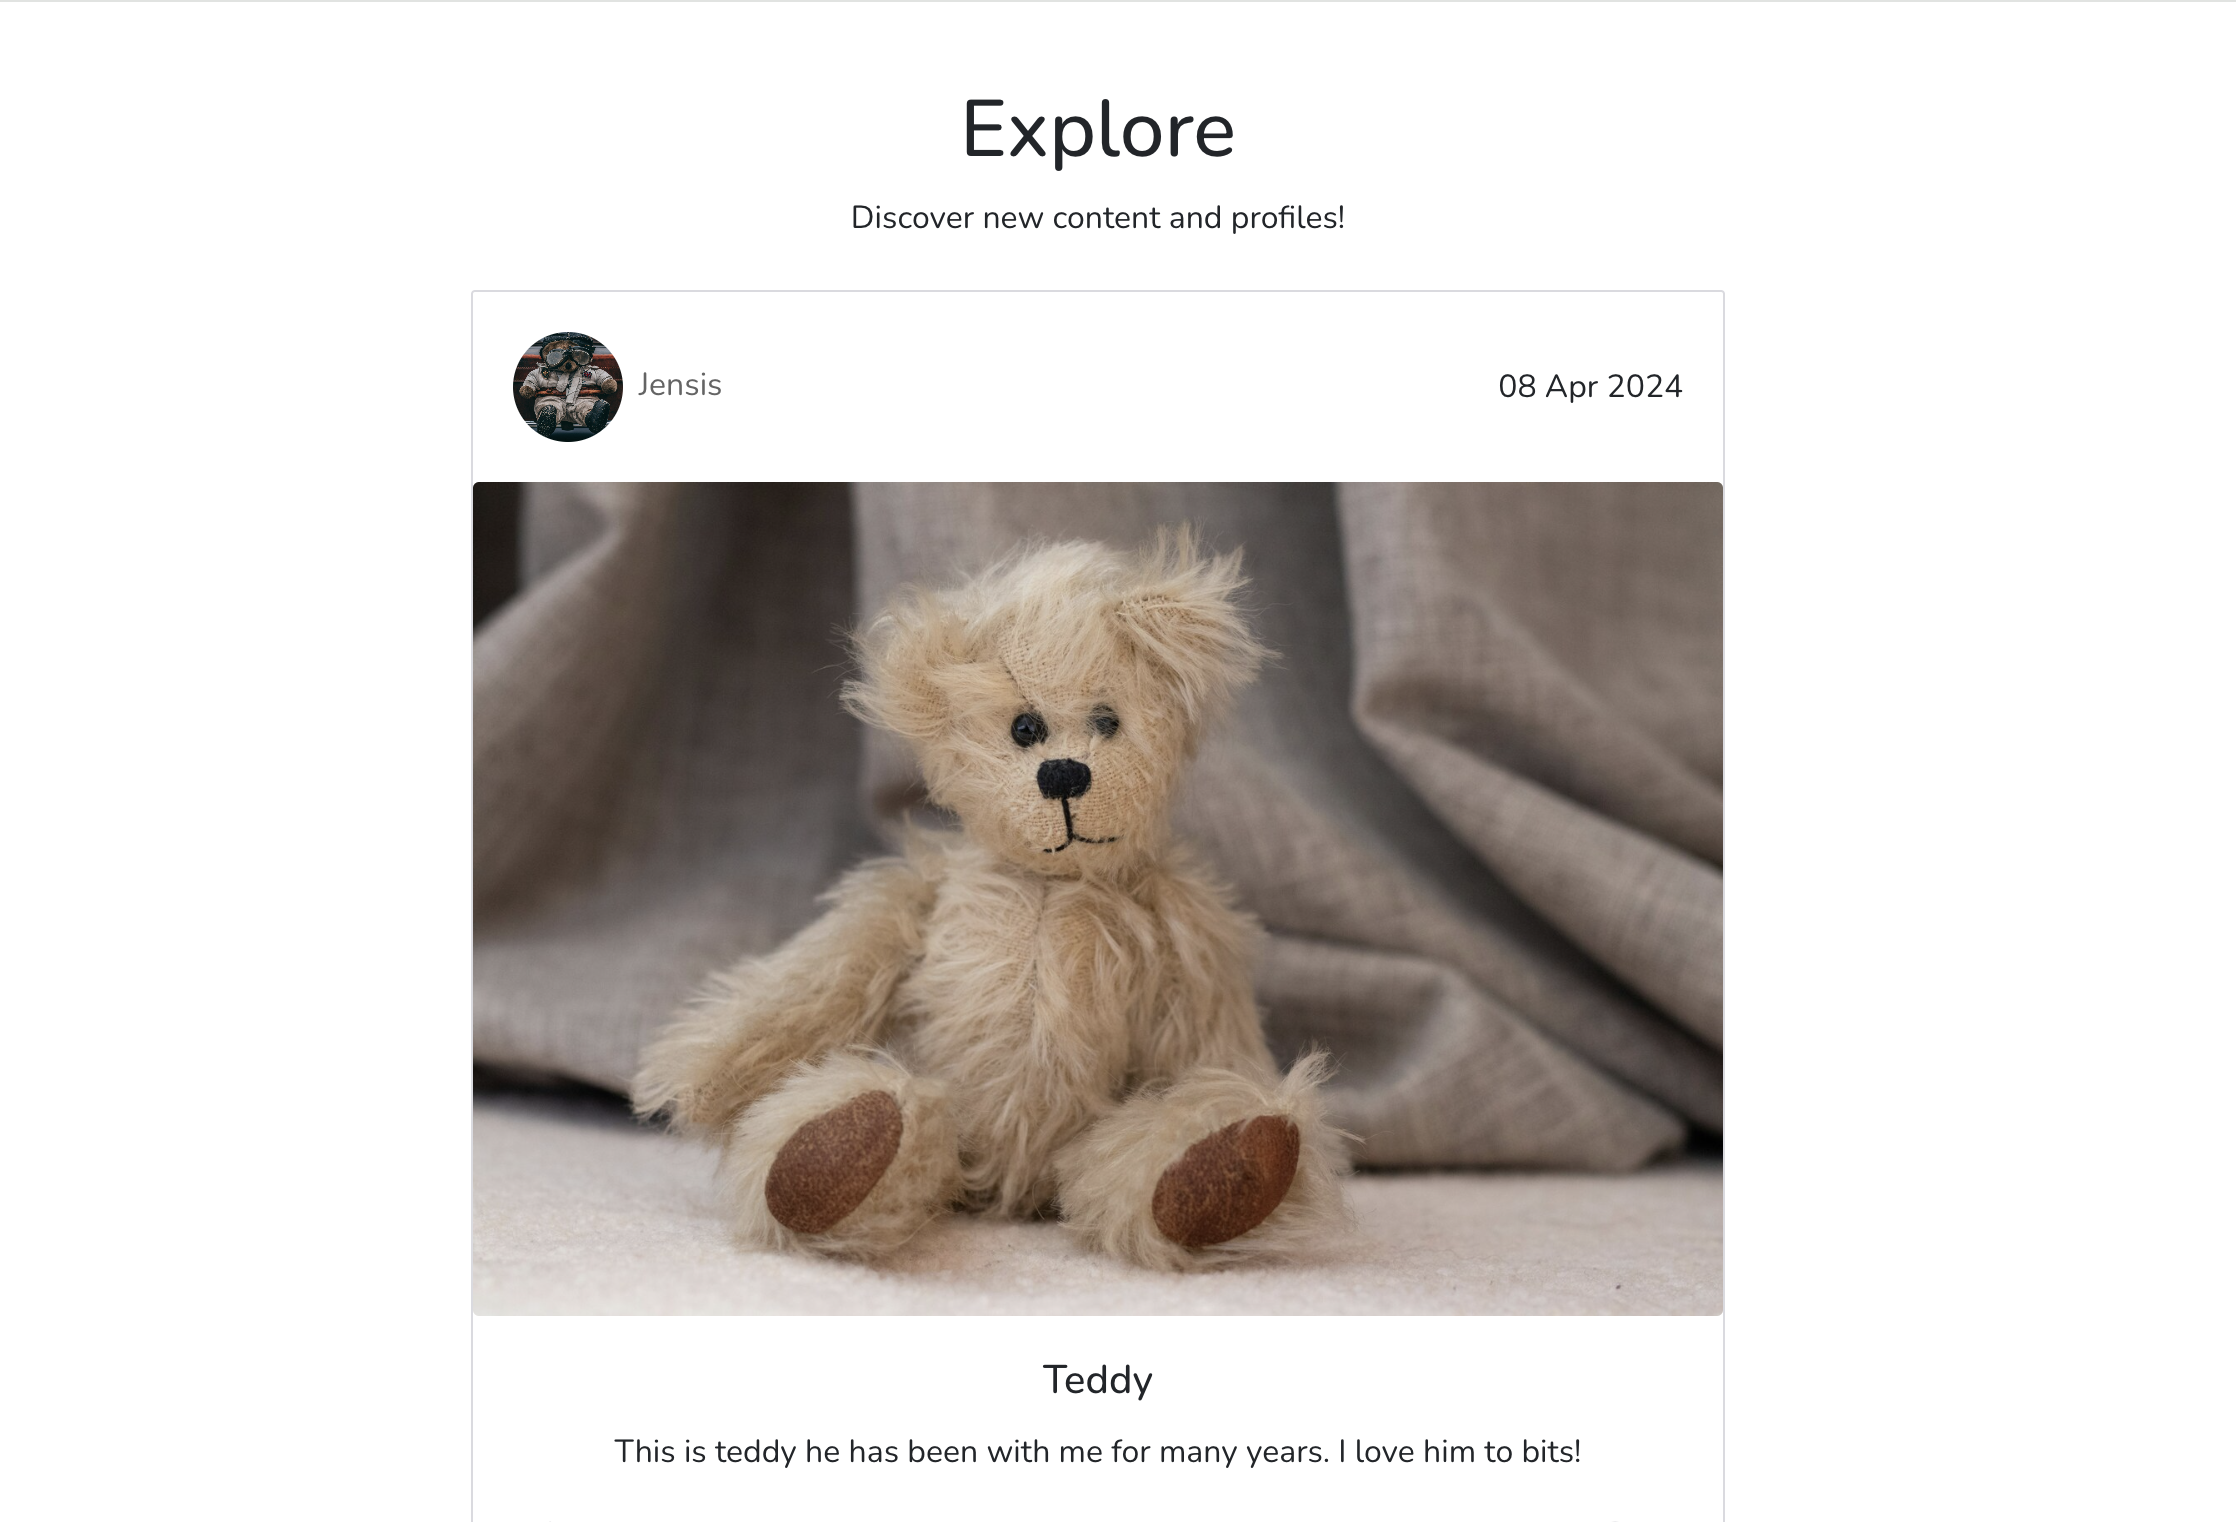 Explore
Discover new content and profiles!
Jensis
08 Apr 2024
Teddy
This is teddy he has been with me for many years. I love him to bits!